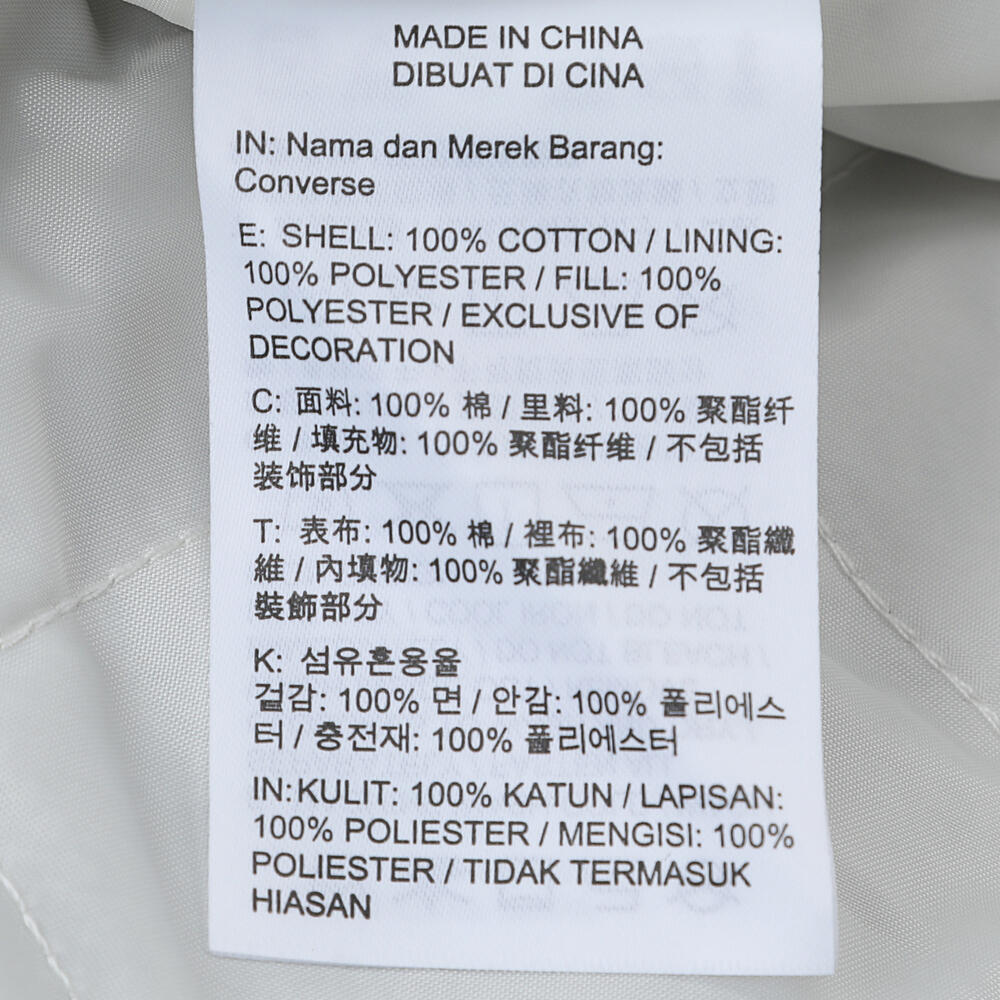 MADE IN CHINA
DIBUAT DI CINA
IN: Nama dan Merek Barang:
Converse
E: SHELL: 100% COTTON / LINING:
100% POLYESTER / FILL: 100%
POLYESTER / EXCLUSIVE OF
DECORATION
C: 面料: 100% 棉 / 里料: 100% 聚酯纤
维 / 填充物: 100% 聚酯纤维 / 不包括
装饰部分
T: 表布: 100% 棉 / 裡布: 100% 聚酯纖
維 / 內填物: 100% 聚酯纖維 / 不包括
裝飾部分
K: 섬유혼용율
겉감: 100% 면 / 안감: 100% 폴리에스
터 / 충전재: 100% 폴리에스터
IN:KULIT: 100% KATUN / LAPISAN:
100% POLIESTER / MENGISI: 100%
POLIESTER / TIDAK TERMASUK
HIASAN